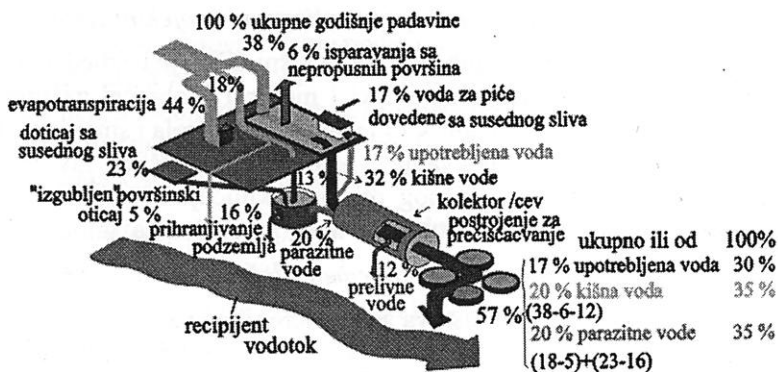 100 % ukupne godišnje padavine
38 %
6 % isparavanja sa
nepropusnih površina
18%
evapotranspiracija 44 %
17 % voda za piće
dovedene sa susednog sliva
doticaj sa
susednog sliva
23 %
17 % upotrebljena voda
13 %
32 % kišne vode
"izgubljen"površinski
oticaj 5 %
16 %
prihranjivanje
podzemlja
kolektor /cev
postrojenje za
prečišćacvanje
20 %
parazitne
vode
12 %
prelivne
vode
recipijent
vodotok
57 %
ukupno ili od 100%
17 % upotrebljena voda 30 %
20 % kišna voda 35 %
(38-6-12)
20 % parazitne vode 35 %
(18-5)+(23-16)